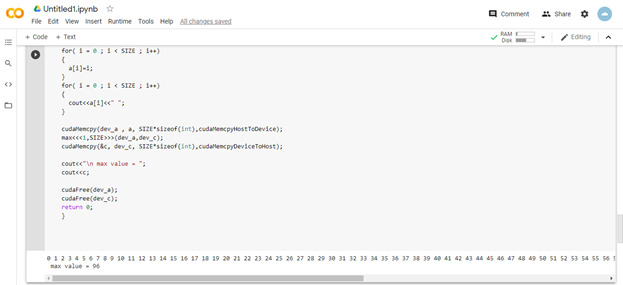 Untitled1.ipynb
File Edit View Insert Runtime Tools Help All changes saved
Comment Share
+ Code + Text
RAM
Disk
Editing
for( i = 0 ; i < SIZE ; i++)
{
a[i]=i;
}
for( i = 0 ; i < SIZE ; i++)
{
cout<<a[i]<<" ";
}
cudaMemcpy(dev_a , a, SIZE*sizeof(int),cudaMemcpyHostToDevice);
max<<<1,SIZE>>>(dev_a,dev_c);
cudaMemcpy(&c, dev_c, SIZE*sizeof(int),cudaMemcpyDeviceToHost);
cout<<"\n max value = ";
cout<<c;
cudaFree(dev_a);
cudaFree(dev_c);
return 0;
}
0 1 2 3 4 5 6 7 8 9 10 11 12 13 14 15 16 17 18 19 20 21 22 23 24 25 26 27 28 29 30 31 32 33 34 35 36 37 38 39 40 41 42 43 44 45 46 47 48 49 50 51 52 53 54 55 56
max value = 96